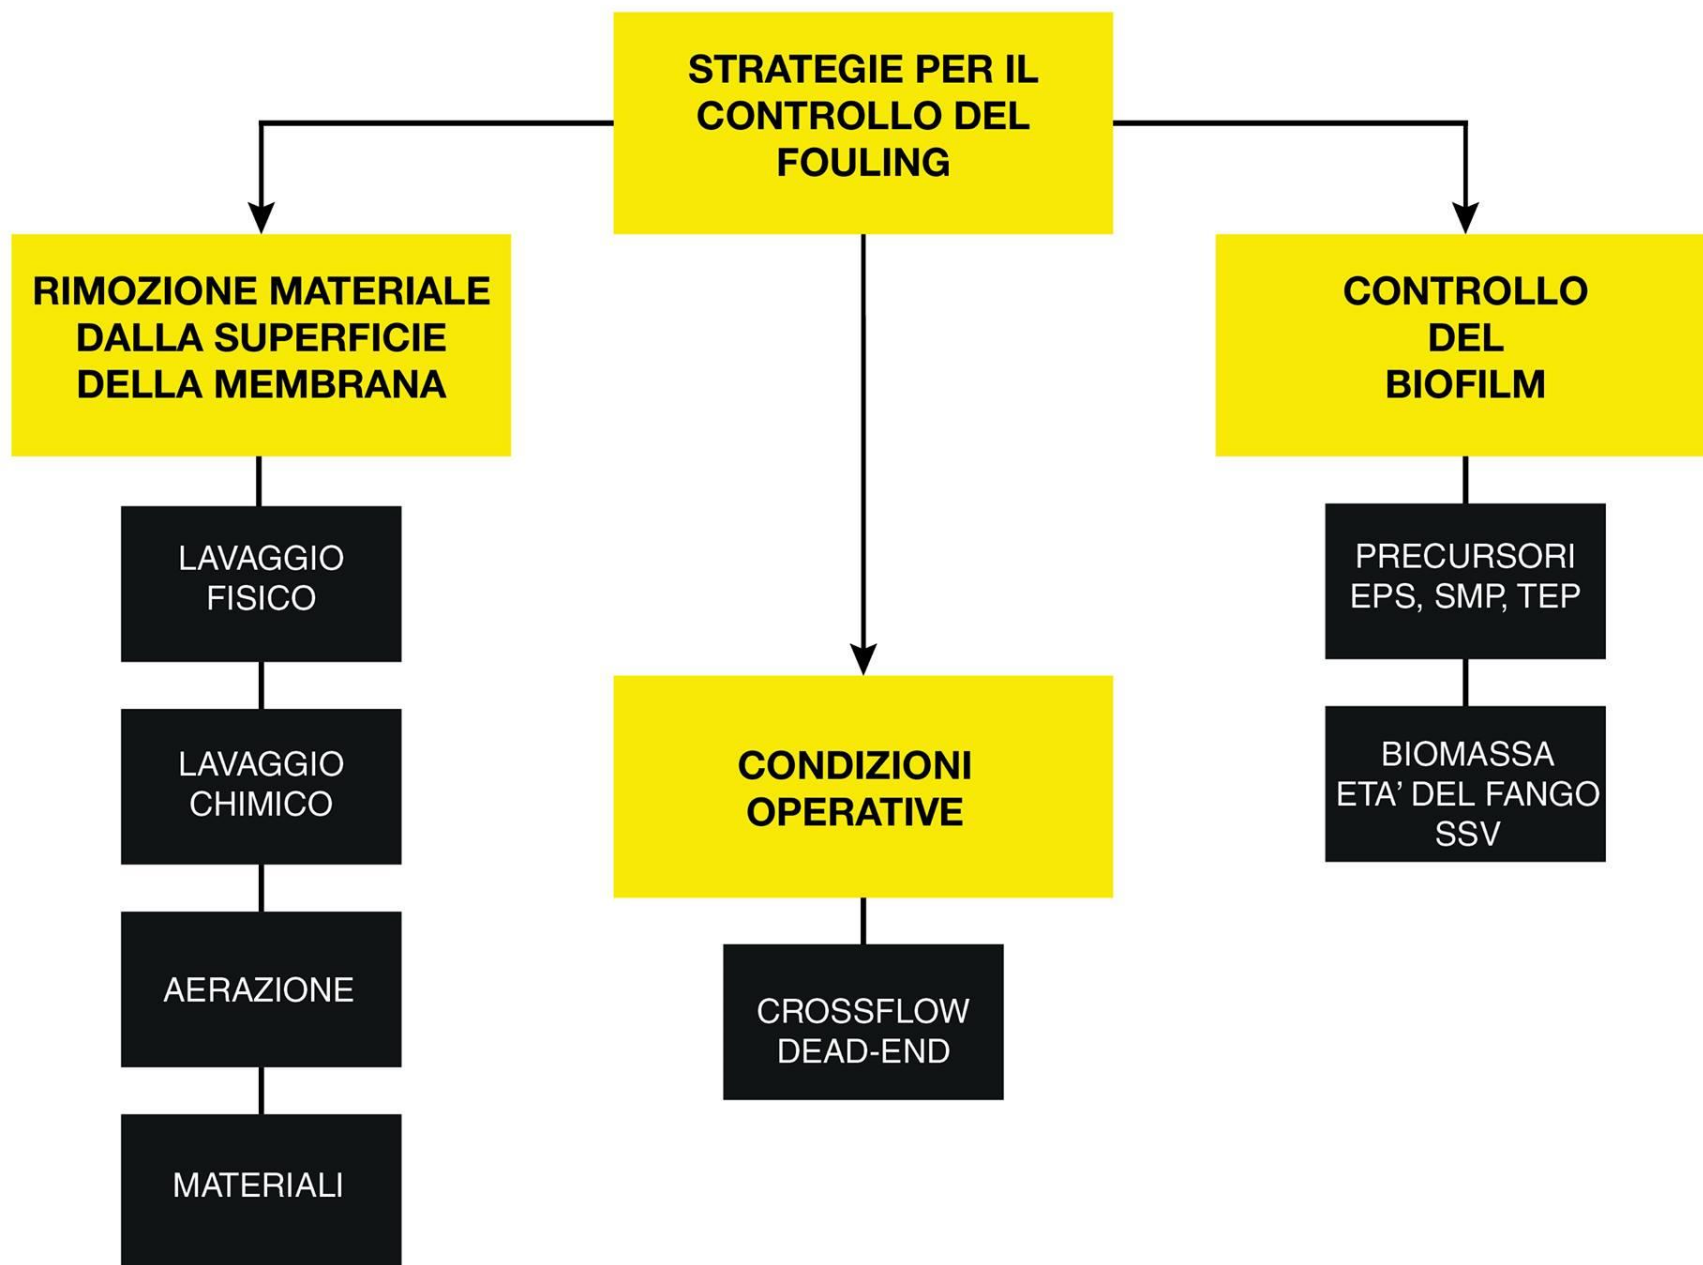 STRATEGIE PER IL
CONTROLLO DEL
FOULING
RIMOZIONE MATERIALE
DALLA SUPERFICIE
DELLA MEMBRANA
LAVAGGIO
FISICO
LAVAGGIO
CHIMICO
AERAZIONE
MATERIALI
CONDIZIONI
OPERATIVE
CROSSFLOW
DEAD-END
CONTROLLO
DEL
BIOFILM
PRECURSORI
EPS, SMP, TEP
BIOMASSA
ETA’ DEL FANGO
SSV